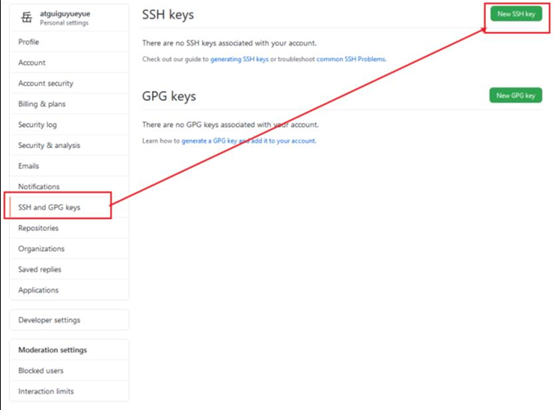 岳
atguiguyueyue
Personal settings
Profile
Account
Account security
Billing & plans
Security log
Security & analysis
Emails
Notifications
SSH and GPG keys
Repositories
Organizations
Saved replies
Applications
Developer settings
Moderation settings
Blocked users
Interaction limits
SSH keys
New SSH key
There are no SSH keys associated with your account.
Check out our guide to generating SSH keys or troubleshoot common SSH Problems.
GPG keys
New GPG key
There are no GPG keys associated with your account.
Learn how to generate a GPG key and add it to your account.